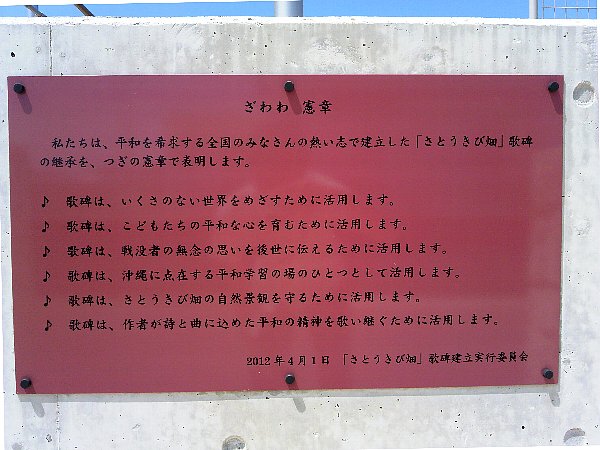 ざわわ 憲章
私たちは、平和を希求する全国のみなさんの熱い志で建立した「さとうきび畑」歌碑
の継承を、つぎの憲章で表明します。
♪ 歌碑は、いくさのない世界をめざすために活用します。
♪ 歌碑は、こどもたちの平和な心を育むために活用します。
♪ 歌碑は、戦没者の無念の思いを後世に伝えるために活用します。
♪ 歌碑は、沖縄に点在する平和学習の場のひとつとして活用します。
♪ 歌碑は、さとうきび畑の自然景観を守るために活用します。
♪ 歌碑は、作者が詩と曲に込めた平和の精神を歌い継ぐために活用します。
2012年4月1日 「さとうきび畑」歌碑建立実行委員会